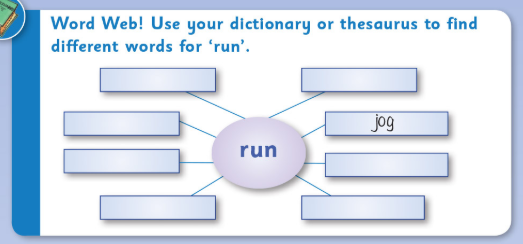 Word Web! Use your dictionary or thesaurus to find
different words for ‘run’.
jog
run